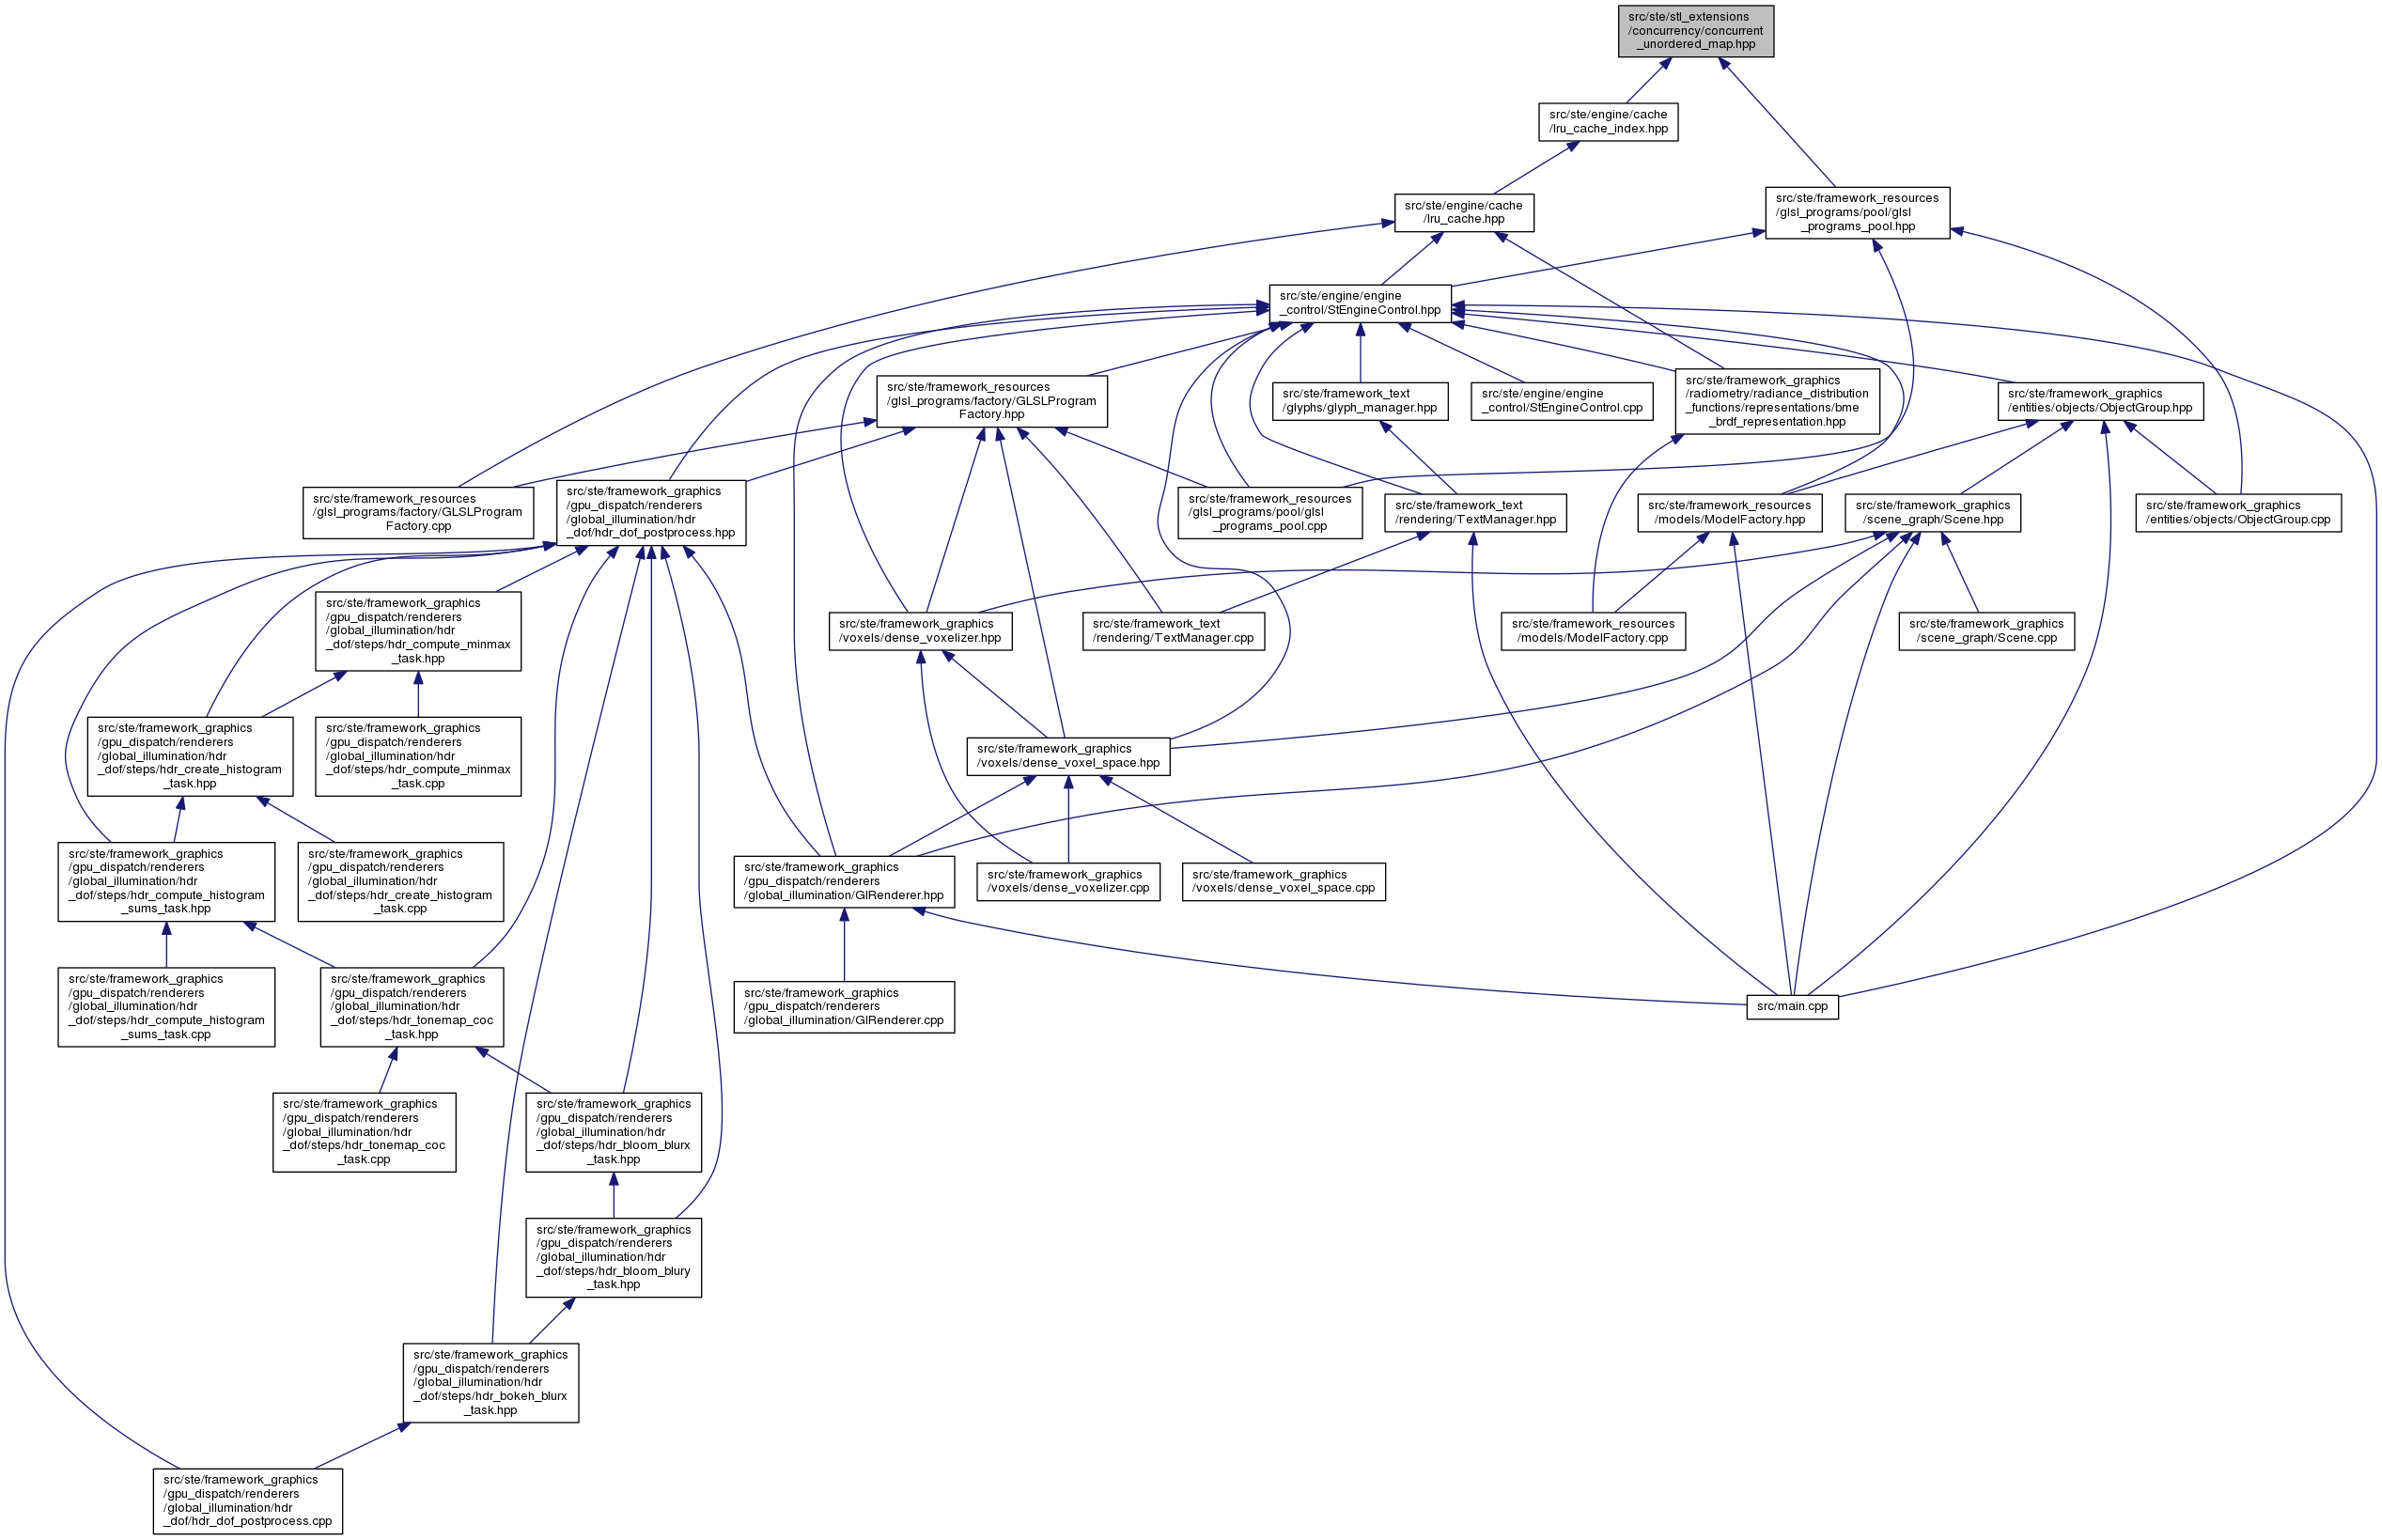 src/ste/stl_extensions
/concurrency/concurrent
_unordered_map.hpp
src/ste/engine/cache
/lru_cache_index.hpp
src/ste/engine/cache
/lru_cache.hpp
src/ste/framework_resources
/glsl_programs/pool/glsl
_programs_pool.hpp
src/ste/engine/engine
_control/StEngineControl.hpp
src/ste/framework_resources
/glsl_programs/factory/GLSLProgram
Factory.hpp
src/ste/framework_text
/glyphs/glyph_manager.hpp
src/ste/engine/engine
_control/StEngineControl.cpp
src/ste/framework_graphics
/radiometry/radiance_distribution
_functions/representations/bme
_brdf_representation.hpp
src/ste/framework_graphics
/entities/objects/ObjectGroup.hpp
src/ste/framework_resources
/glsl_programs/factory/GLSLProgram
Factory.cpp
src/ste/framework_graphics
/gpu_dispatch/renderers
/global_illumination/hdr
_dof/hdr_dof_postprocess.hpp
src/ste/framework_resources
/glsl_programs/pool/glsl
_programs_pool.cpp
src/ste/framework_text
/rendering/TextManager.hpp
src/ste/framework_resources
/models/ModelFactory.hpp
src/ste/framework_graphics
/scene_graph/Scene.hpp
src/ste/framework_graphics
/entities/objects/ObjectGroup.cpp
src/ste/framework_graphics
/gpu_dispatch/renderers
/global_illumination/hdr
_dof/steps/hdr_compute_minmax
_task.hpp
src/ste/framework_graphics
/voxels/dense_voxelizer.hpp
src/ste/framework_text
/rendering/TextManager.cpp
src/ste/framework_resources
/models/ModelFactory.cpp
src/ste/framework_graphics
/scene_graph/Scene.cpp
src/ste/framework_graphics
/gpu_dispatch/renderers
/global_illumination/hdr
_dof/steps/hdr_create_histogram
_task.hpp
src/ste/framework_graphics
/gpu_dispatch/renderers
/global_illumination/hdr
_dof/steps/hdr_compute_minmax
_task.cpp
src/ste/framework_graphics
/voxels/dense_voxel_space.hpp
src/ste/framework_graphics
/gpu_dispatch/renderers
/global_illumination/hdr
_dof/steps/hdr_compute_histogram
_sums_task.hpp
src/ste/framework_graphics
/gpu_dispatch/renderers
/global_illumination/hdr
_dof/steps/hdr_create_histogram
_task.cpp
src/ste/framework_graphics
/gpu_dispatch/renderers
/global_illumination/GIRenderer.hpp
src/ste/framework_graphics
/voxels/dense_voxelizer.cpp
src/ste/framework_graphics
/voxels/dense_voxel_space.cpp
src/ste/framework_graphics
/gpu_dispatch/renderers
/global_illumination/hdr
_dof/steps/hdr_compute_histogram
_sums_task.cpp
src/ste/framework_graphics
/gpu_dispatch/renderers
/global_illumination/hdr
_dof/steps/hdr_tonemap_coc
_task.hpp
src/ste/framework_graphics
/gpu_dispatch/renderers
/global_illumination/GIRenderer.cpp
src/main.cpp
src/ste/framework_graphics
/gpu_dispatch/renderers
/global_illumination/hdr
_dof/steps/hdr_tonemap_coc
_task.cpp
src/ste/framework_graphics
/gpu_dispatch/renderers
/global_illumination/hdr
_dof/steps/hdr_bloom_blurx
_task.hpp
src/ste/framework_graphics
/gpu_dispatch/renderers
/global_illumination/hdr
_dof/steps/hdr_bloom_blury
_task.hpp
src/ste/framework_graphics
/gpu_dispatch/renderers
/global_illumination/hdr
_dof/steps/hdr_bokeh_blurx
_task.hpp
src/ste/framework_graphics
/gpu_dispatch/renderers
/global_illumination/hdr
_dof/hdr_dof_postprocess.cpp